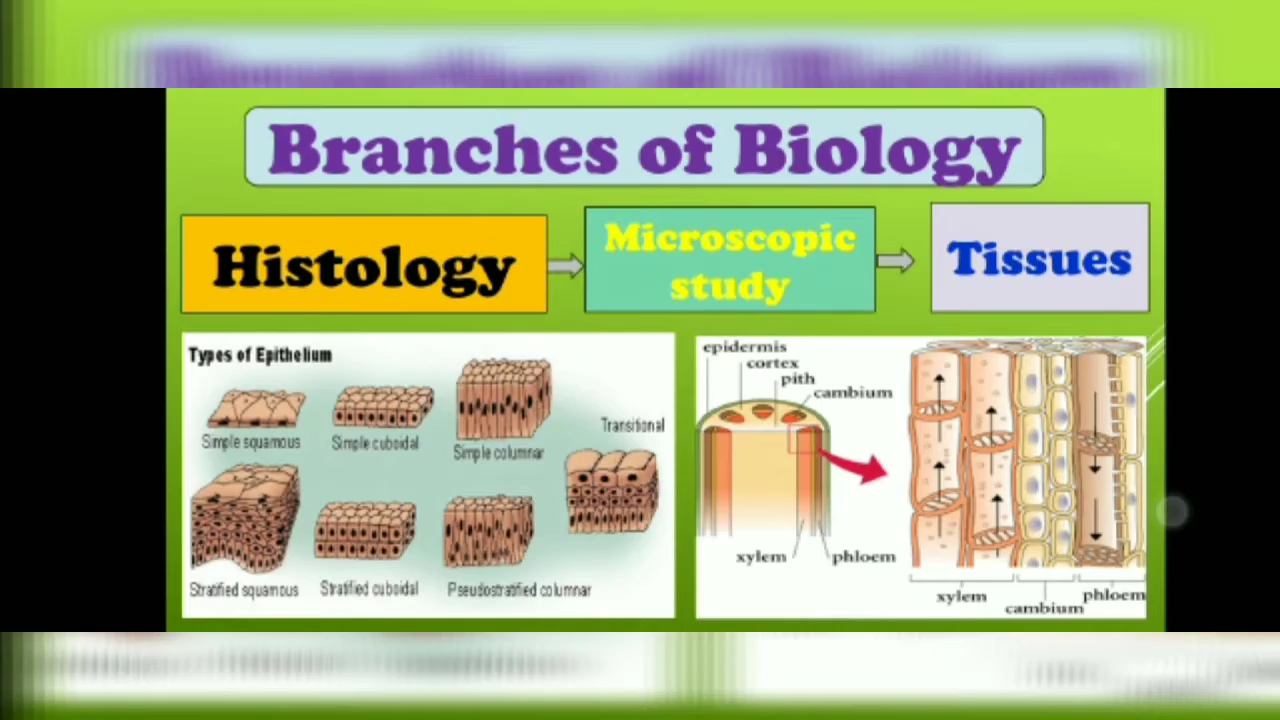 Branches of Biology
Histology
Microscopic
study
Tissues
Types of Epithelium
Simple squamous
Simple cuboidal
Simple columnar
Transitional
Stratified squamous
Stratified cuboidal
Pseudostratified columnar
epidermis
cortex
pith
cambium
xylem
phloem
xylem
cambium
phloem